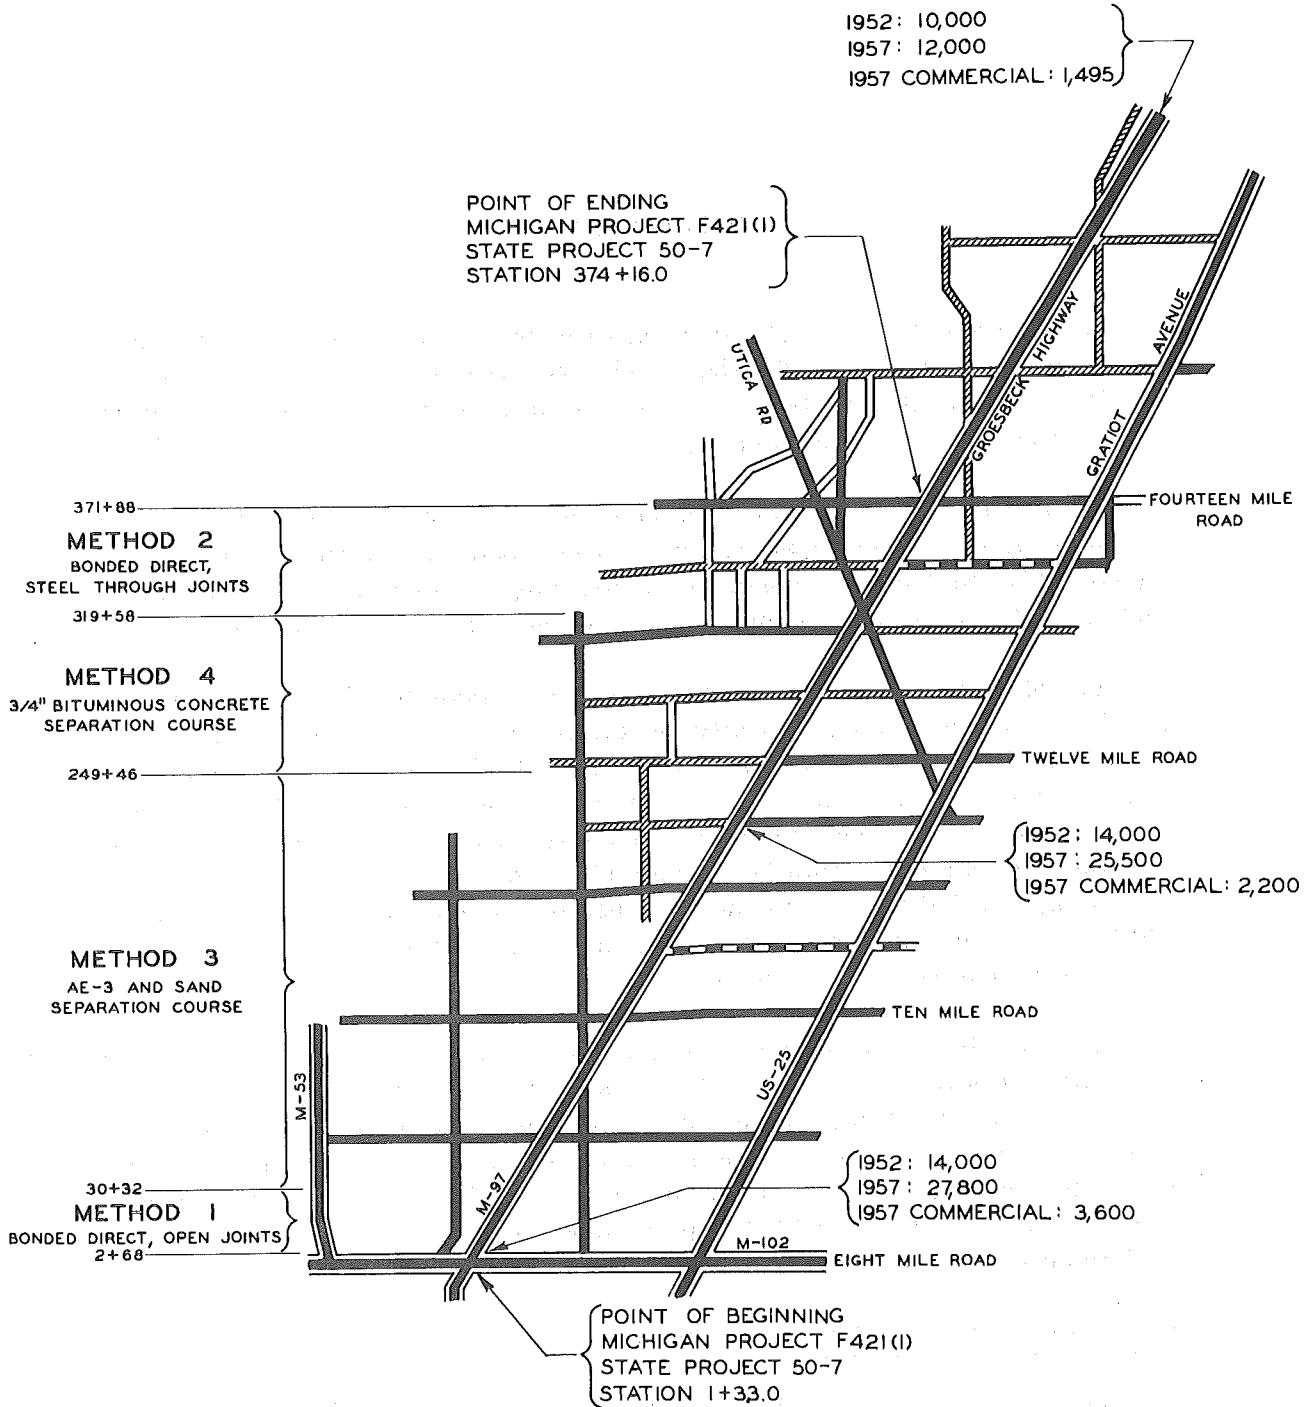 1952: 10,000
1957: 12,000
1957 COMMERCIAL: 1,495
POINT OF ENDING
MICHIGAN PROJECT F421(1)
STATE PROJECT 50-7
STATION 374+16.0
UTICA RD
GROESBECK HIGHWAY
GRATIOT AVENUE
371+88
FOURTEEN MILE
ROAD
METHOD 2
BONDED DIRECT,
STEEL THROUGH JOINTS
319+58
METHOD 4
3/4" BITUMINOUS CONCRETE
SEPARATION COURSE
249+46
TWELVE MILE ROAD
1952: 14,000
1957: 25,500
1957 COMMERCIAL: 2,200
METHOD 3
AE-3 AND SAND
SEPARATION COURSE
TEN MILE ROAD
M-53
US-25
M-97
30+32
1952: 14,000
1957: 27,800
1957 COMMERCIAL: 3,600
METHOD 1
BONDED DIRECT, OPEN JOINTS
2+68
M-102
EIGHT MILE ROAD
POINT OF BEGINNING
MICHIGAN PROJECT F421(1)
STATE PROJECT 50-7
STATION 1+33.0